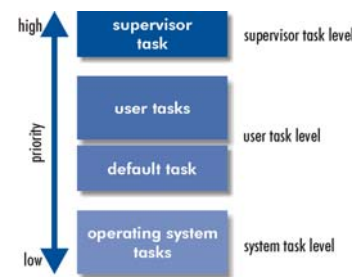 high
supervisor
task
supervisor task level
user tasks
priority
user task level
default task
operating system
tasks
system task level
low